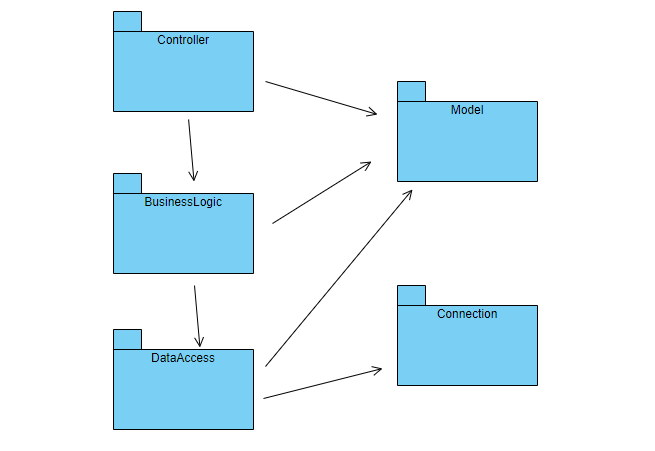 Controller
Model
BusinessLogic
Connection
DataAccess